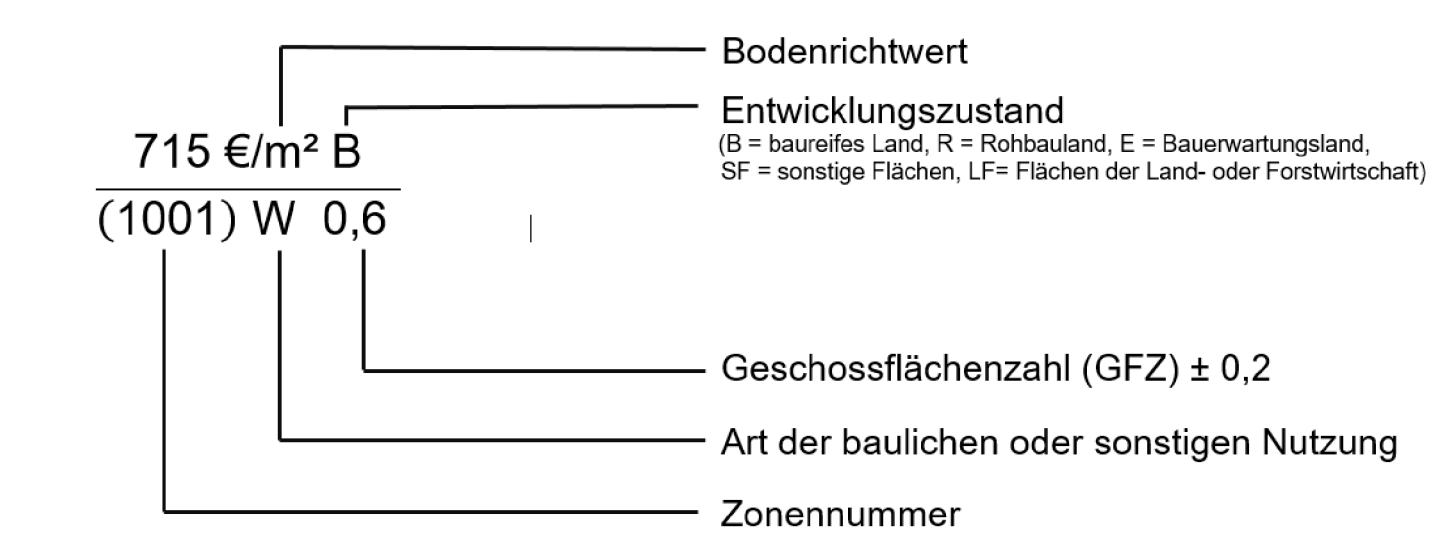 Bodenrichtwert
Entwicklungszustand
(B = baureifes Land, R = Rohbauland, E = Bauerwartungsland,
SF = sonstige Flächen, LF= Flächen der Land- oder Forstwirtschaft)
715 €/m² B
(1001) W 0,6
Geschossflächenzahl (GFZ) ± 0,2
Art der baulichen oder sonstigen Nutzung
Zonennummer